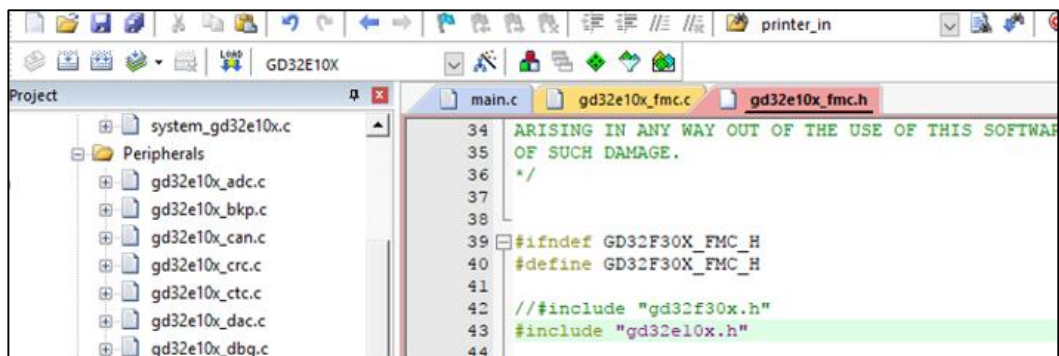 printer_in
LOAD
GD32E10X
Project
system_gd32e10x.c
Peripherals
gd32e10x_adc.c
gd32e10x_bkp.c
gd32e10x_can.c
gd32e10x_crc.c
gd32e10x_ctc.c
gd32e10x_dac.c
gd32e10x_dbg.c
main.c gd32e10x_fmc.c gd32e10x_fmc.h
34 ARISING IN ANY WAY OUT OF THE USE OF THIS SOFTWAR
35 OF SUCH DAMAGE.
36 */
37
38
39 #ifndef GD32F30X_FMC_H
40 #define GD32F30X_FMC_H
41
42 //#include "gd32f30x.h"
43 #include "gd32e10x.h"
44